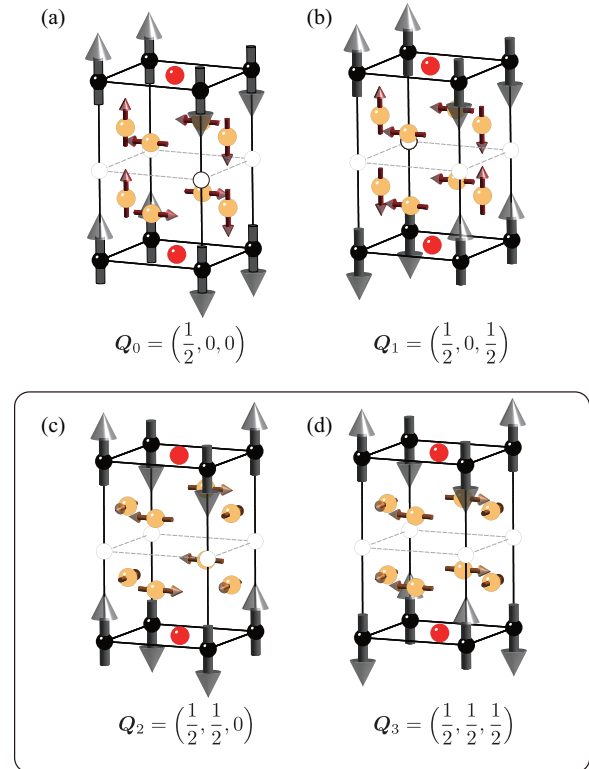 (a) (b)
Q₀ = (1/2, 0, 0) Q₁ = (1/2, 0, 1/2)
(c) (d)
Q₂ = (1/2, 1/2, 0) Q₃ = (1/2, 1/2, 1/2)